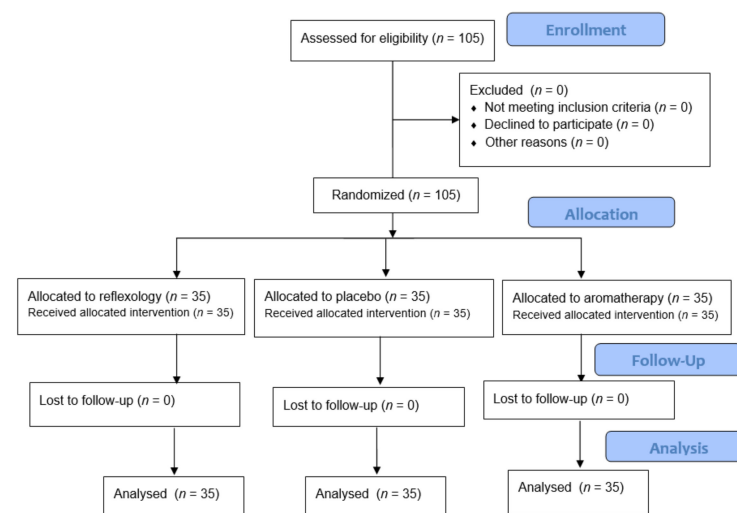 Assessed for eligibility (n = 105)
Enrollment
Excluded (n = 0)
♦ Not meeting inclusion criteria (n = 0)
♦ Declined to participate (n = 0)
♦ Other reasons (n = 0)
Randomized (n = 105)
Allocation
Allocated to reflexology (n = 35)
Received allocated intervention (n = 35)
Allocated to placebo (n = 35)
Received allocated intervention (n = 35)
Allocated to aromatherapy (n = 35)
Received allocated intervention (n = 35)
Follow-Up
Lost to follow-up (n = 0)
Lost to follow-up (n = 0)
Lost to follow-up (n = 0)
Analysis
Analysed (n = 35)
Analysed (n = 35)
Analysed (n = 35)